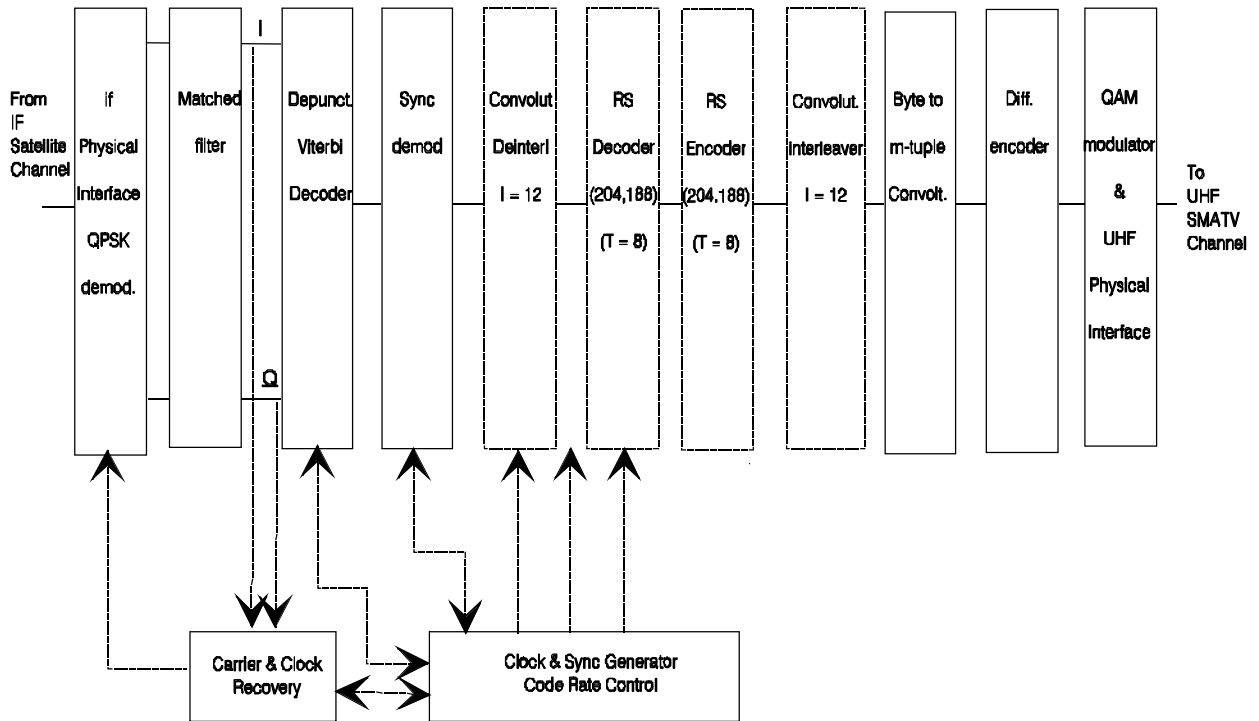 From
IF
Satellite
Channel
if
Physical
Interface
QPSK
demod.
Matched
filter
I
Q
Depunct.
Viterbi
Decoder
Sync
demod
Convolut
Deinterl
I = 12
RS
Decoder
(204,188)
(T = 8)
RS
Encoder
(204.188)
(T = 8)
Convolut.
Interleaver
I = 12
Byte to
m-tuple
Convolt.
Diff.
encoder
QAM
modulator
&
UHF
Physical
Interface
To
UHF
SMATV
Channel
Carrier & Clock
Recovery
Clock & Sync Generator
Code Rate Control